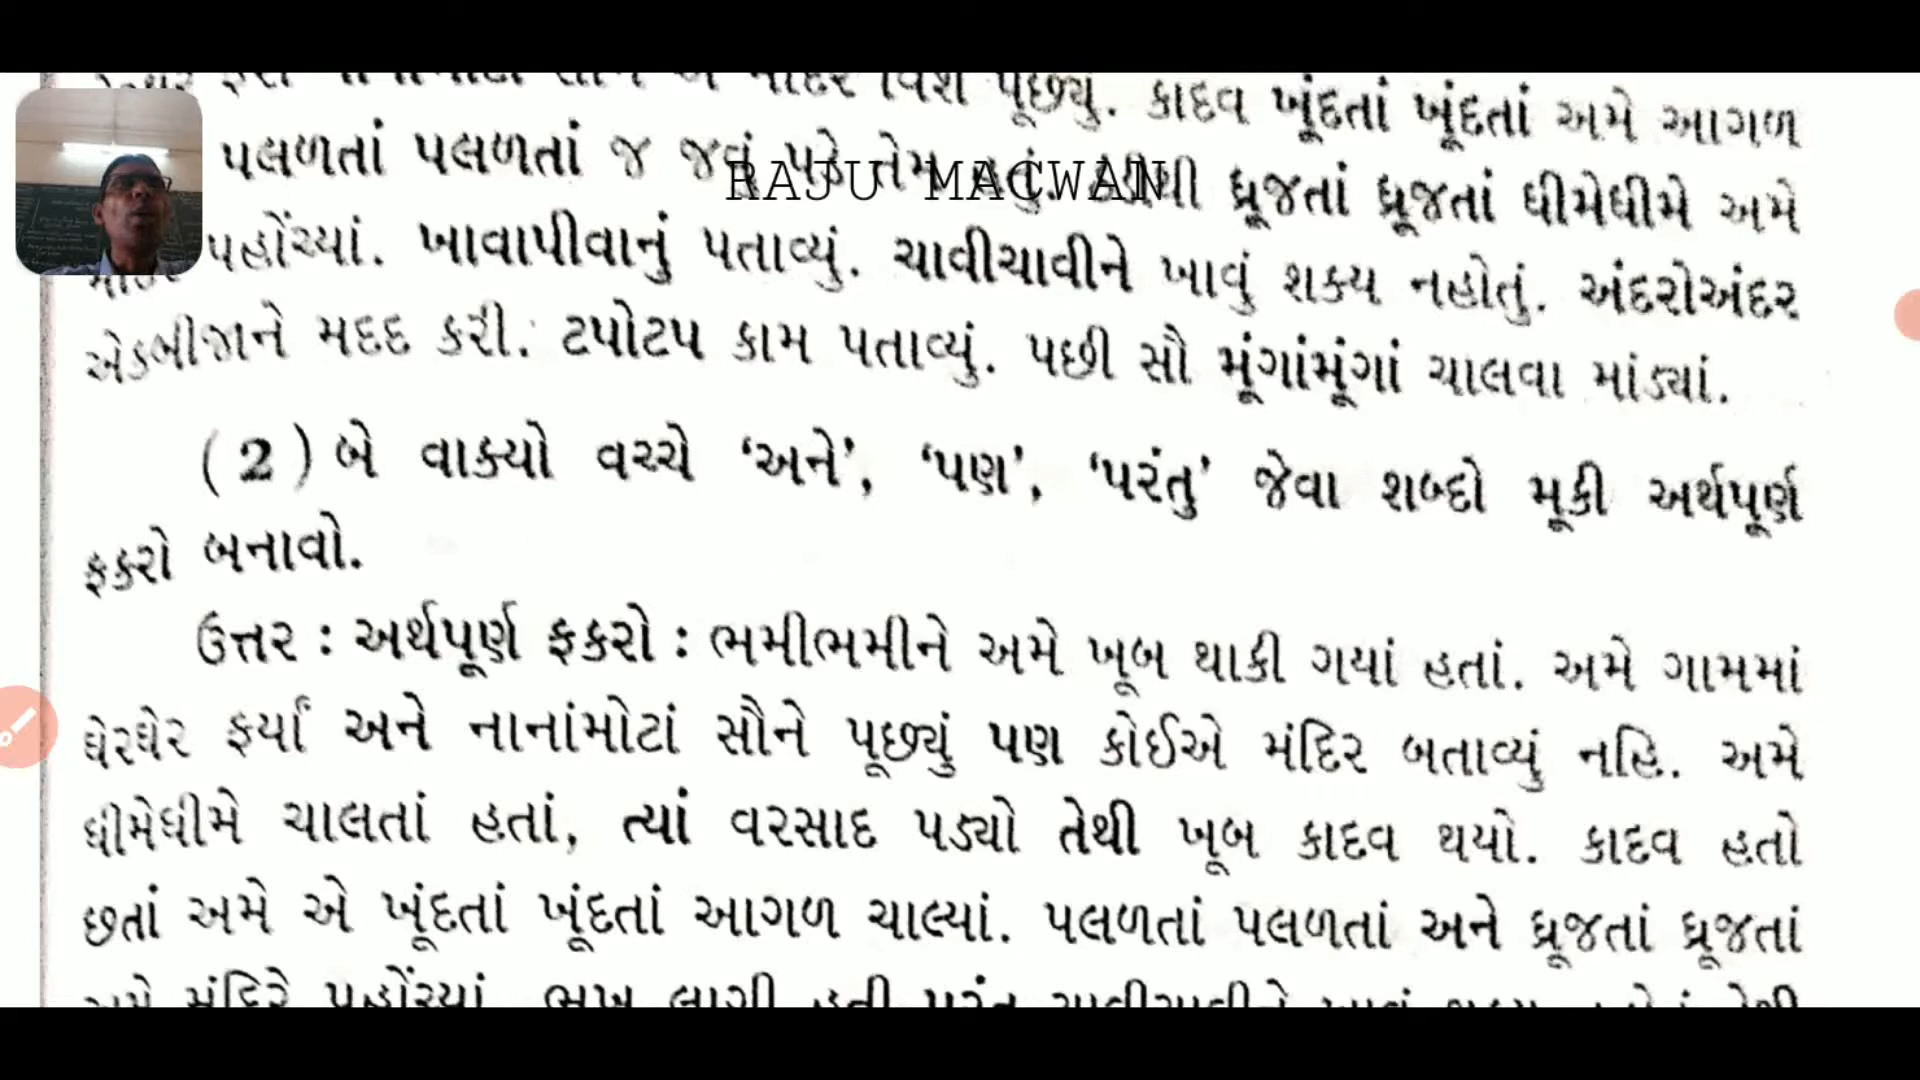 વિશે પૂછ્યું. કાદવ ખૂંદતાં ખૂંદતાં અમે આગળ
પલળતાં પલળતાં જ જવું પડે તેમ ધ્રૂજતાં ધ્રૂજતાં ધીમેધીમે અમે
RAJU MACWAN
પહોંચ્યાં. ખાવાપીવાનું પતાવ્યું. ચાવીચાવીને ખાવું શક્ય નહોતું. અંદરોઅંદર
એકબીજાને મદદ કરી. ટપોટપ કામ પતાવ્યું. પછી સૌ મૂંગાંમૂંગાં ચાલવા માંડ્યાં.
(2) બે વાક્યો વચ્ચે ‘અને’, ‘પણ’, ‘પરંતુ’ જેવા શબ્દો મૂકી અર્થપૂર્ણ
ફકરો બનાવો.
ઉત્તર : અર્થપૂર્ણ ફકરો : ભમીભમીને અમે ખૂબ થાકી ગયાં હતાં. અમે ગામમાં
ઘેરઘેર ફર્યાં અને નાનાંમોટાં સૌને પૂછ્યું પણ કોઈએ મંદિર બતાવ્યું નહિ. અમે
ધીમેધીમે ચાલતાં હતાં, ત્યાં વરસાદ પડ્યો તેથી ખૂબ કાદવ થયો. કાદવ હતો
છતાં અમે એ ખૂંદતાં ખૂંદતાં આગળ ચાલ્યાં. પલળતાં પલળતાં અને ધ્રૂજતાં ધ્રૂજતાં
અમે મંદિરે પહોંચ્યાં.